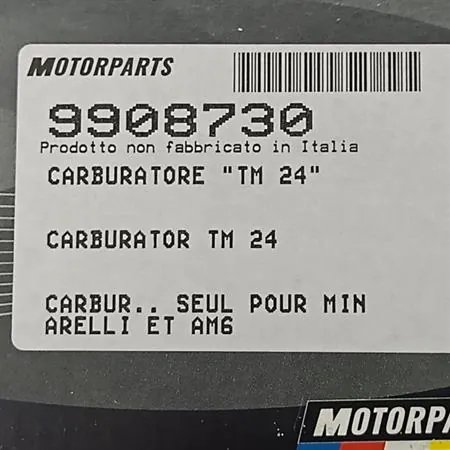 MOTORPARTS
9908730
Prodotto non fabbricato in Italia
CARBURATORE "TM 24"
CARBURATOR TM 24
CARBUR.. SEUL POUR MIN
ARELLI ET AM6